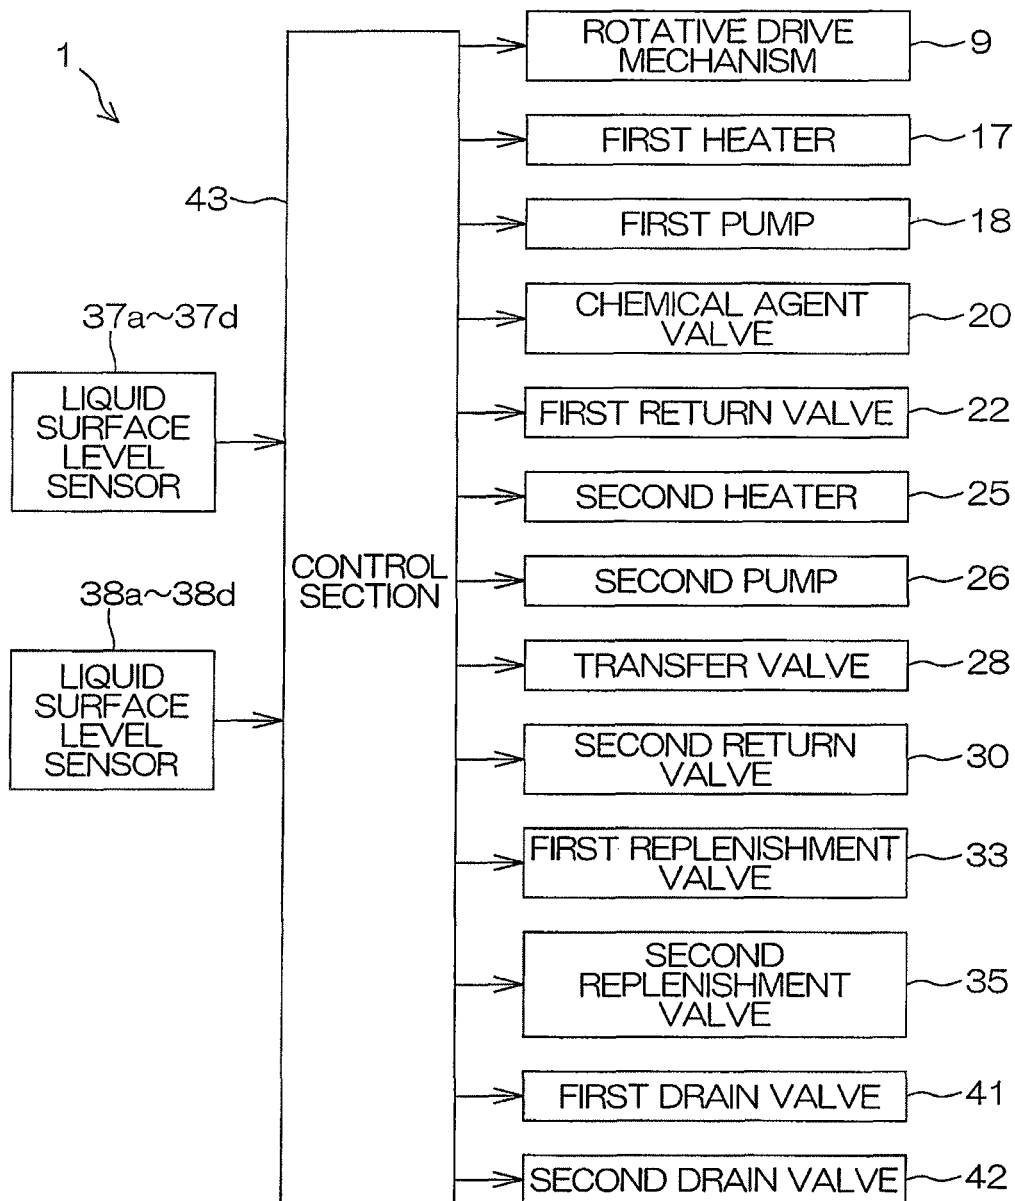 1
43
37a~37d
LIQUID
SURFACE
LEVEL
SENSOR
38a~38d
LIQUID
SURFACE
LEVEL
SENSOR
CONTROL
SECTION
ROTATIVE DRIVE
MECHANISM
9
FIRST HEATER
17
FIRST PUMP
18
CHEMICAL AGENT
VALVE
20
FIRST RETURN VALVE
22
SECOND HEATER
25
SECOND PUMP
26
TRANSFER VALVE
28
SECOND RETURN
VALVE
30
FIRST REPLENISHMENT
VALVE
33
SECOND
REPLENISHMENT
VALVE
35
FIRST DRAIN VALVE
41
SECOND DRAIN VALVE
42